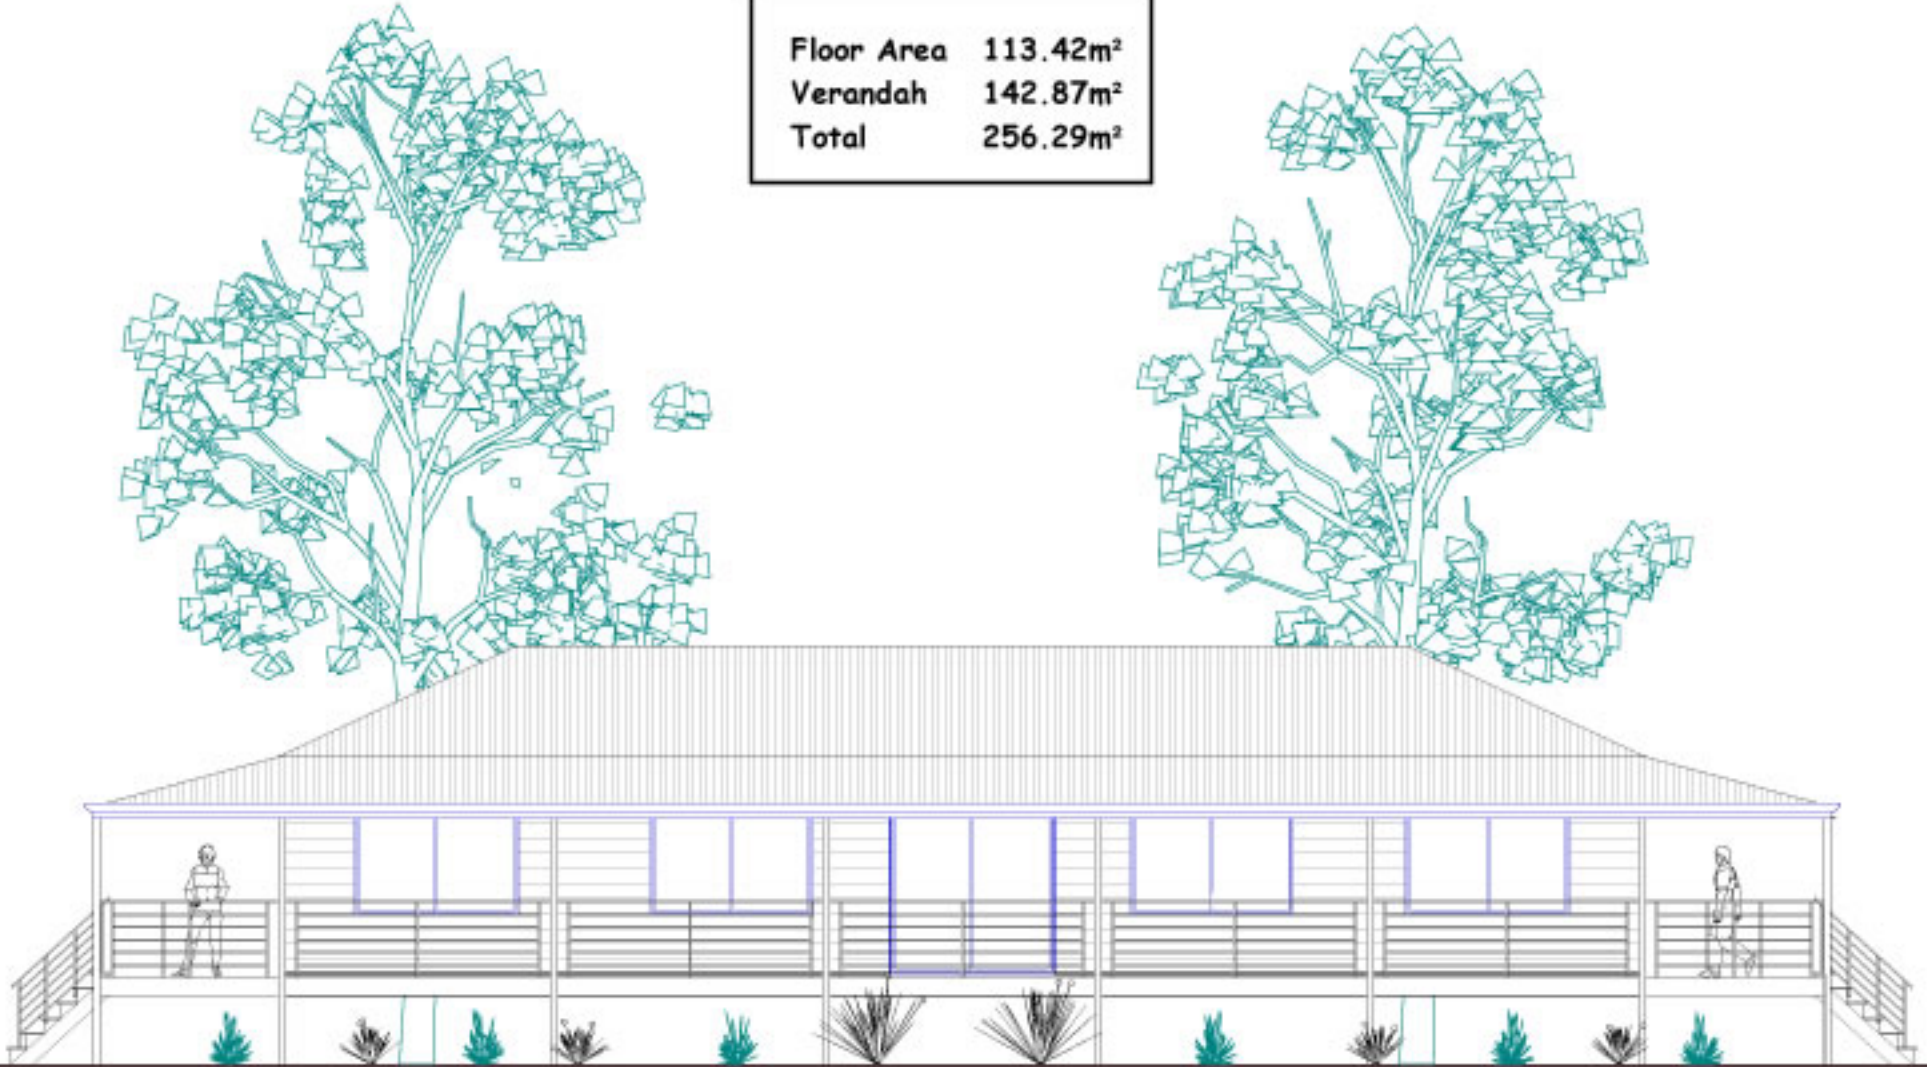 Floor Area 113.42m²
Verandah 142.87m²
Total 256.29m²